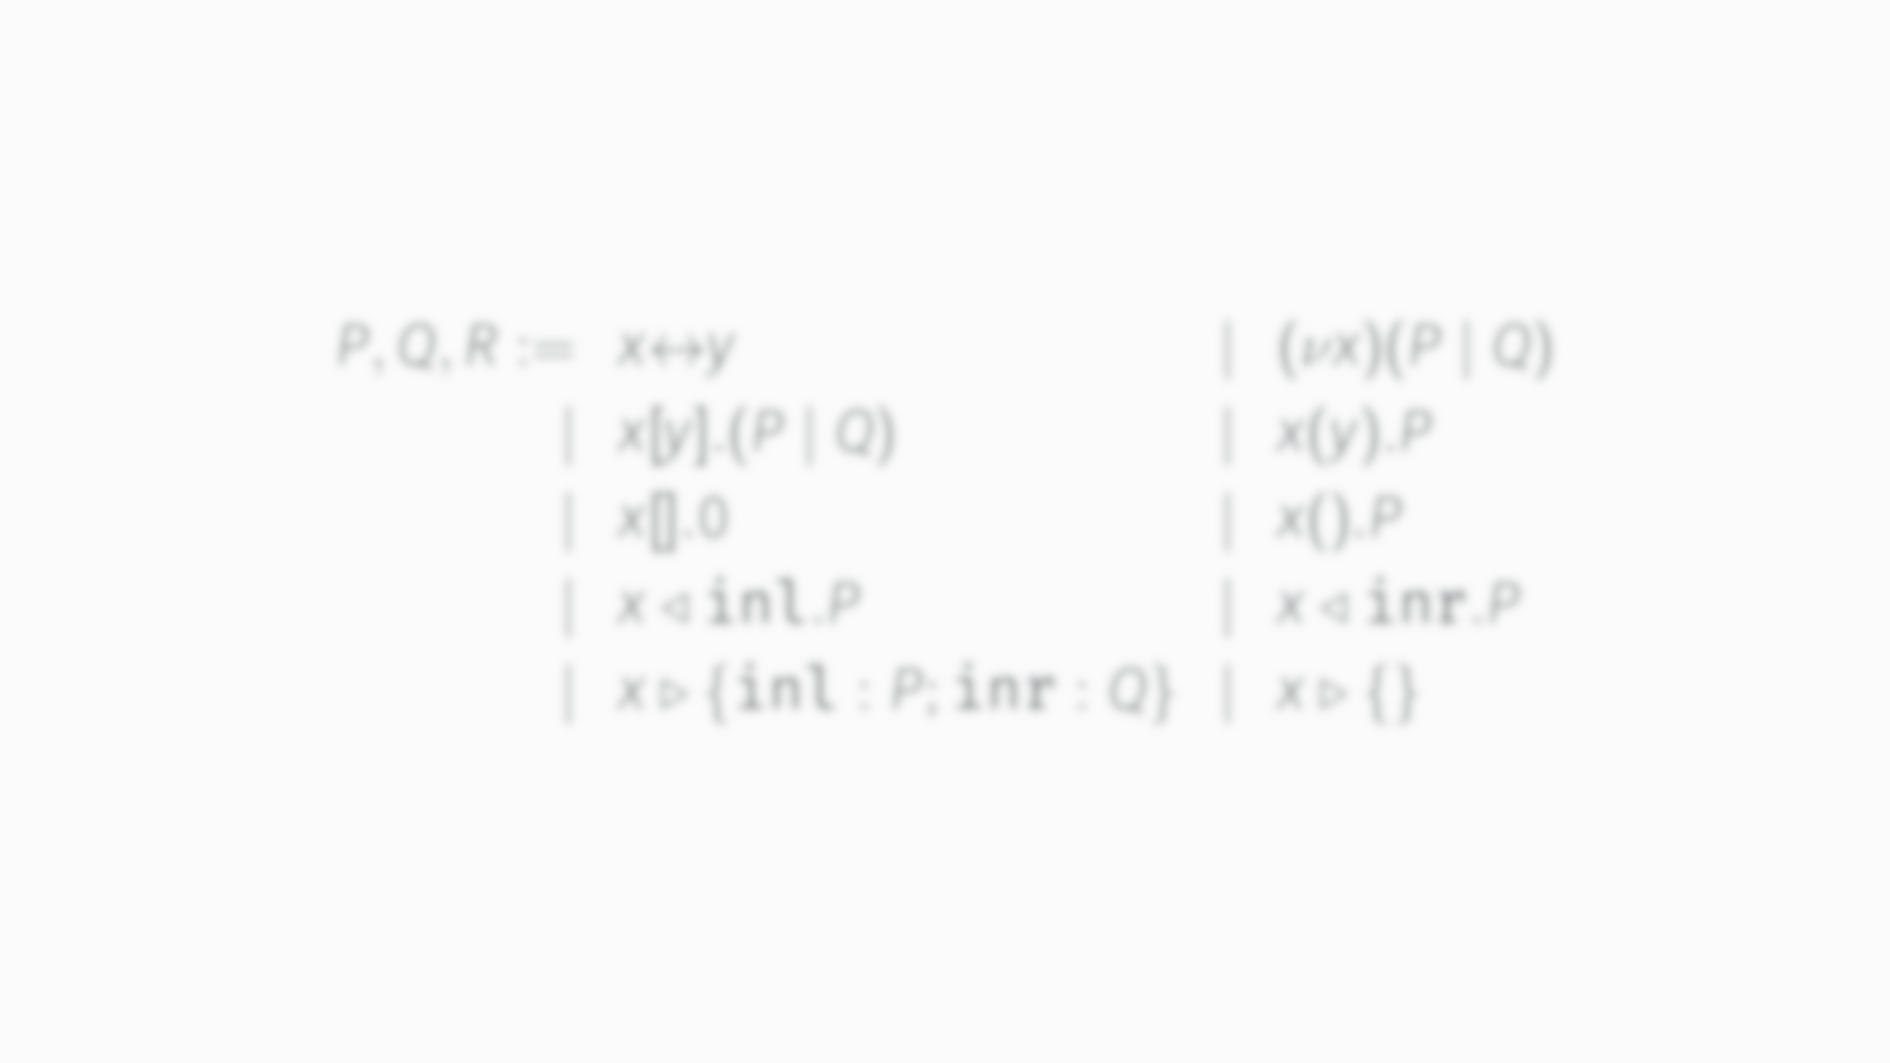 P, Q, R := x↔y | (νx)(P | Q)
| x[y].(P | Q) | x(y).P
| x[].0 | x().P
| x ◁ inl.P | x ◁ inr.P
| x ▷ {inl : P; inr : Q} | x ▷ {}